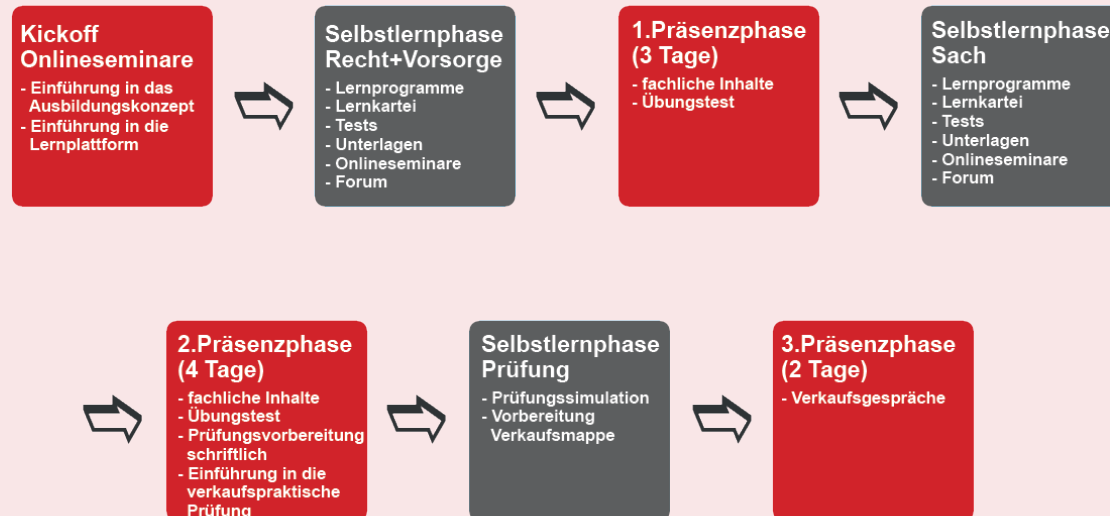 Kickoff
Onlineseminare
- Einführung in das
Ausbildungskonzept
- Einführung in die
Lernplattform
Selbstlernphase
Recht+Vorsorge
- Lernprogramme
- Lernkartei
- Tests
- Unterlagen
- Onlineseminare
- Forum
1.Präsenzphase
(3 Tage)
- fachliche Inhalte
- Übungstest
Selbstlernphase
Sach
- Lernprogramme
- Lernkartei
- Tests
- Unterlagen
- Onlineseminare
- Forum
2.Präsenzphase
(4 Tage)
- fachliche Inhalte
- Übungstest
- Prüfungsvorbereitung
schriftlich
- Einführung in die
verkaufspraktische
Prüfung
Selbstlernphase
Prüfung
- Prüfungssimulation
- Vorbereitung
Verkaufsmappe
3.Präsenzphase
(2 Tage)
- Verkaufsgespräche